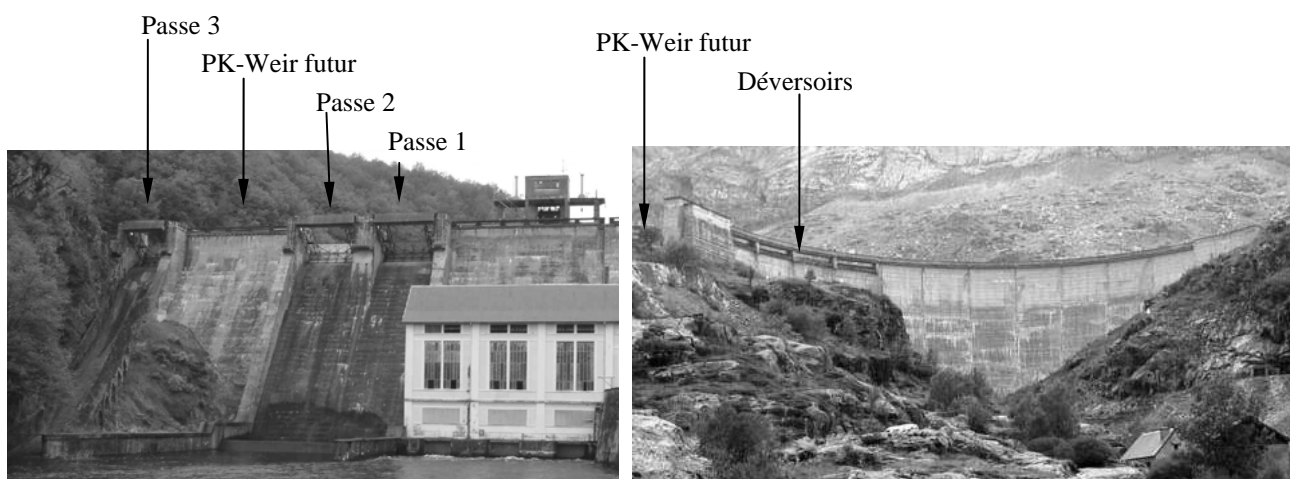 Passe 3
PK-Weir futur
Passe 2
Passe 1
PK-Weir futur
Déversoirs